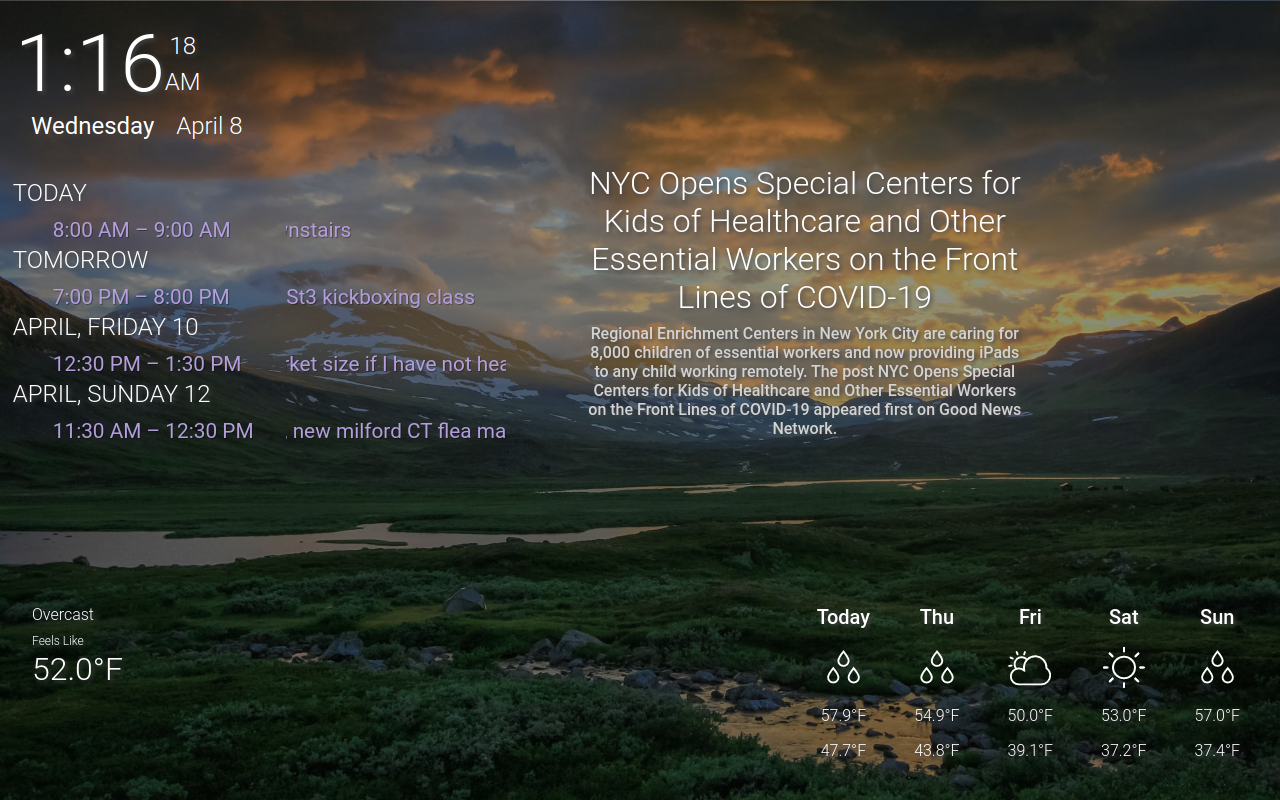 1:16 18
AM
Wednesday April 8
TODAY
8:00 AM – 9:00 AM nstairs
TOMORROW
7:00 PM – 8:00 PM St3 kickboxing class
APRIL, FRIDAY 10
12:30 PM – 1:30 PM ket size if I have not hea
APRIL, SUNDAY 12
11:30 AM – 12:30 PM new milford CT flea ma
NYC Opens Special Centers for
Kids of Healthcare and Other
Essential Workers on the Front
Lines of COVID-19
Regional Enrichment Centers in New York City are caring for
8,000 children of essential workers and now providing iPads
to any child working remotely. The post NYC Opens Special
Centers for Kids of Healthcare and Other Essential Workers
on the Front Lines of COVID-19 appeared first on Good News
Network.
Overcast
Feels Like
52.0°F
Today Thu Fri Sat Sun
57.9°F 54.9°F 50.0°F 53.0°F 57.0°F
47.7°F 43.8°F 39.1°F 37.2°F 37.4°F